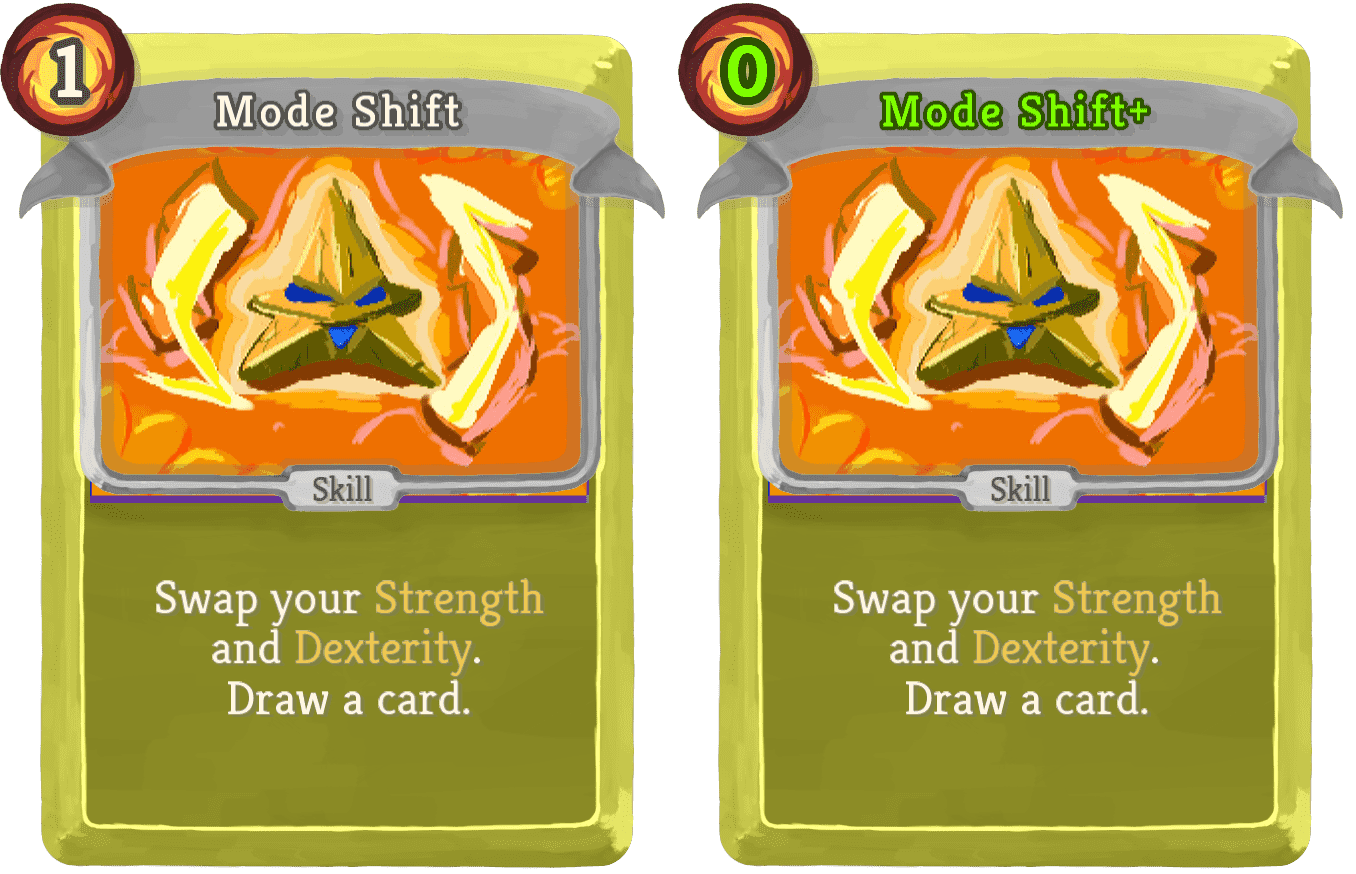 1
Mode Shift
Skill
Swap your Strength
and Dexterity.
Draw a card.
0
Mode Shift+
Skill
Swap your Strength
and Dexterity.
Draw a card.